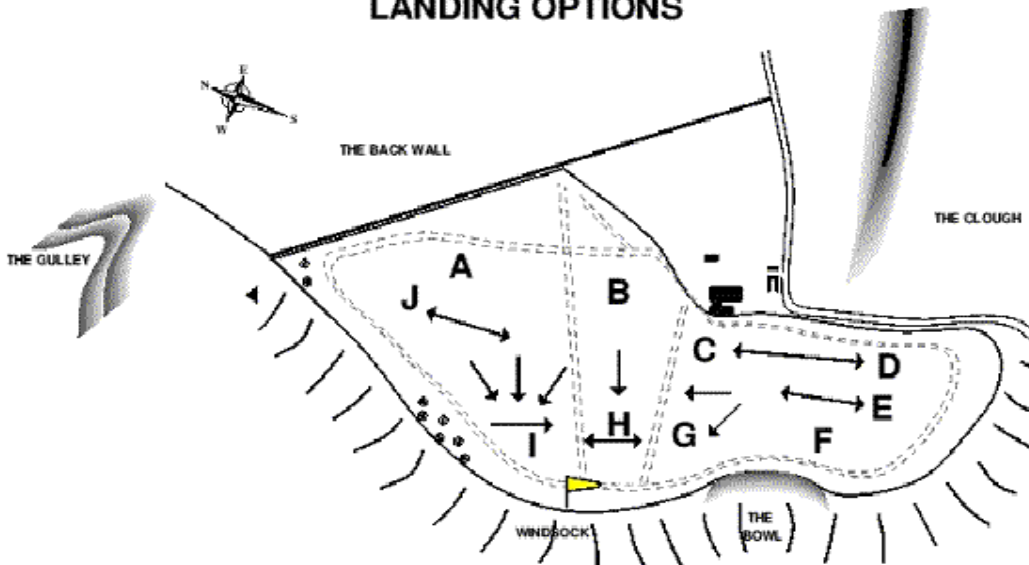 LANDING OPTIONS
E
N
S
W
THE BACK WALL
THE CLOUGH
THE GULLEY
A
B
J
C
D
E
H
G
F
I
WINDSOCK
THE
BOWL